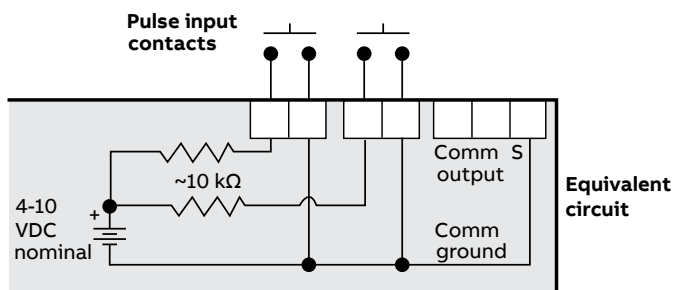 Pulse input
contacts
~10 kΩ
4-10
VDC
nominal
+
Comm S
output
Comm
ground
Equivalent
circuit